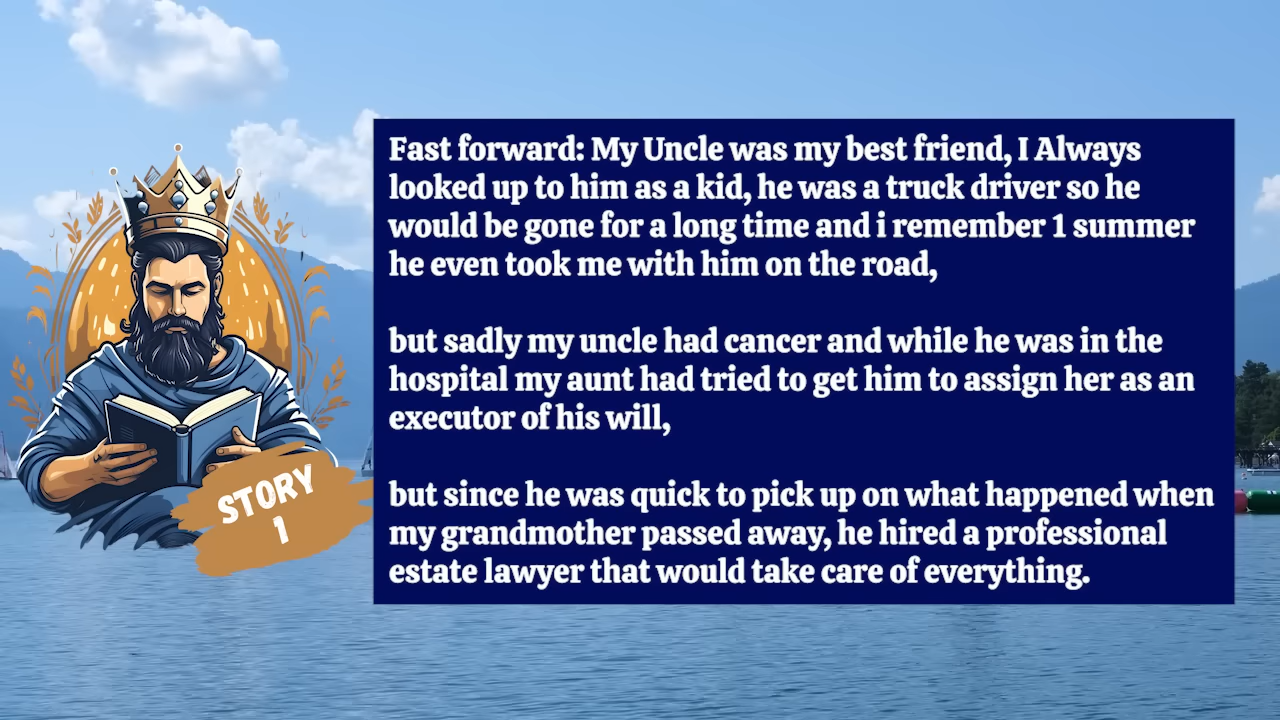 Fast forward: My Uncle was my best friend, I Always
looked up to him as a kid, he was a truck driver so he
would be gone for a long time and i remember 1 summer
he even took me with him on the road,
but sadly my uncle had cancer and while he was in the
hospital my aunt had tried to get him to assign her as an
executor of his will,
but since he was quick to pick up on what happened when
my grandmother passed away, he hired a professional
estate lawyer that would take care of everything.
STORY
1